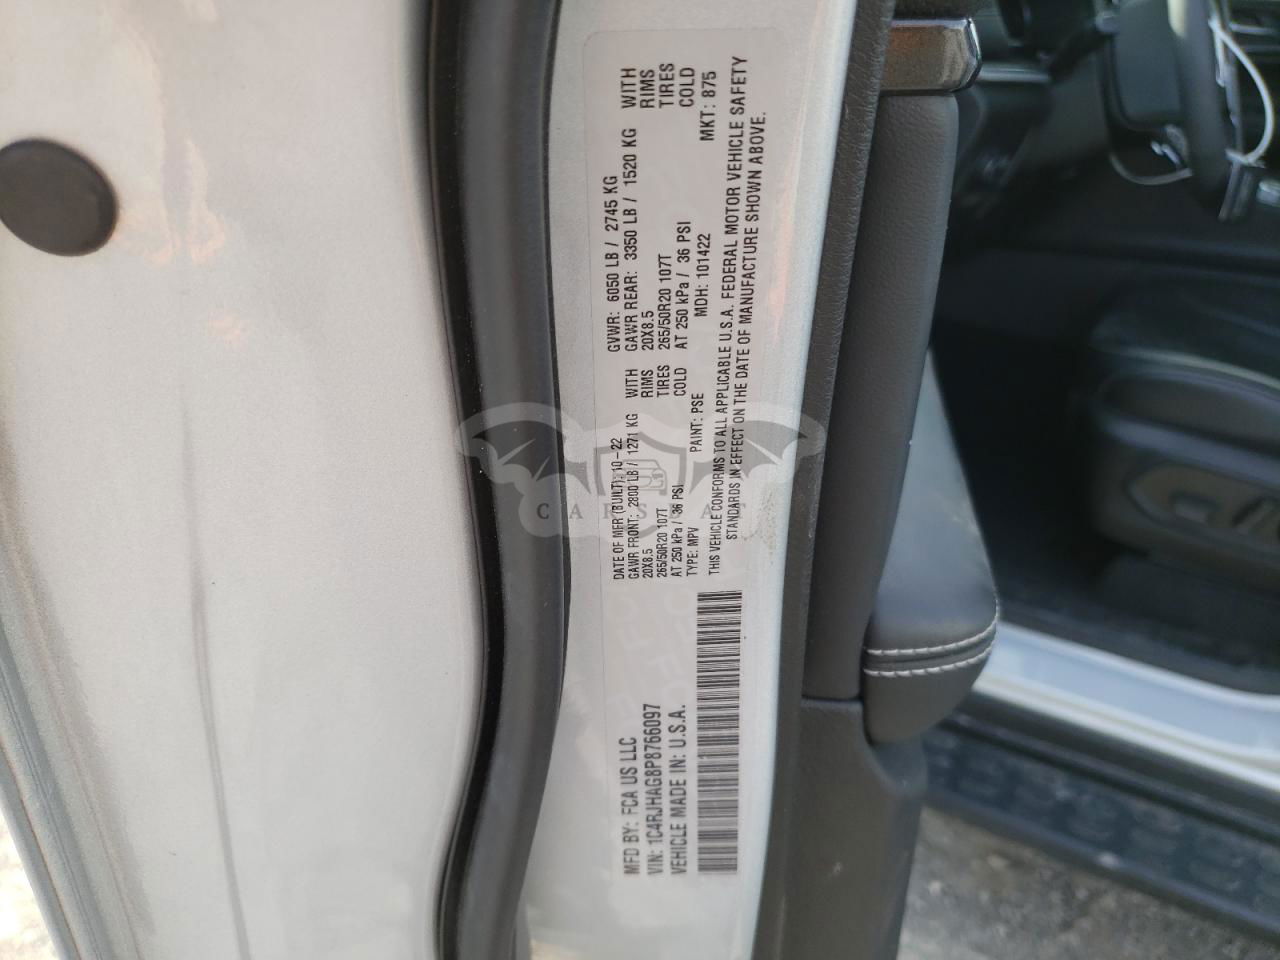 MFD BY: FCA US LLC
VIN: 1C4RJHAG8P8766097
VEHICLE MADE IN: U.S.A.
DATE OF MFR (BUILT): 10-22 GVWR: 6050 LB / 2745 KG
GAWR FRONT: 2800 LB / 1271 KG WITH GAWR REAR: 3350 LB / 1520 KG WITH
20X8.5 RIMS 20X8.5 RIMS
265/50R20 107T TIRES 265/50R20 107T TIRES
AT 250 kPa / 36 PSI COLD AT 250 kPa / 36 PSI COLD
TYPE: MPV PAINT: PSE MDH: 101422 MKT: 875
THIS VEHICLE CONFORMS TO ALL APPLICABLE U.S.A. FEDERAL MOTOR VEHICLE SAFETY
STANDARDS IN EFFECT ON THE DATE OF MANUFACTURE SHOWN ABOVE.
CARSBAT